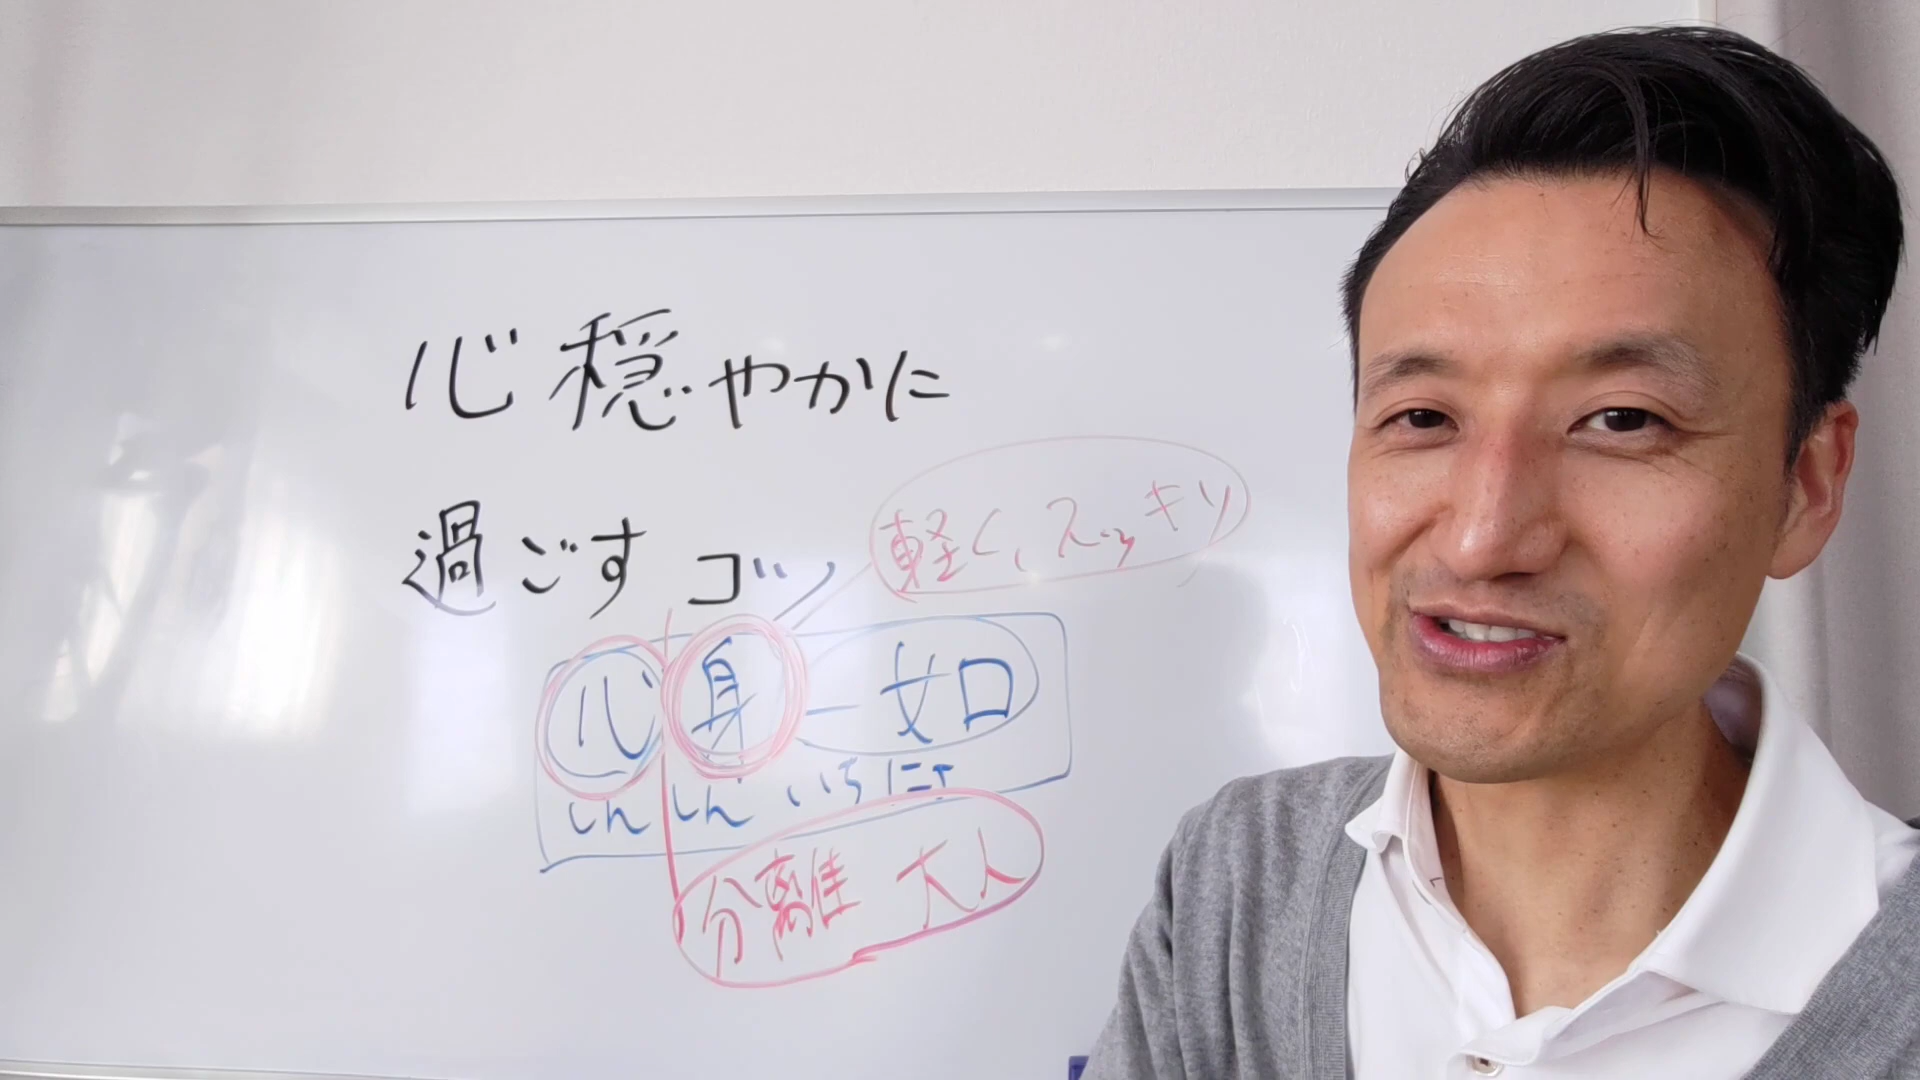 心穏やかに
過ごすコツ
軽く、スッキリ
心身一如
しんしんいちにょ
分離 大人